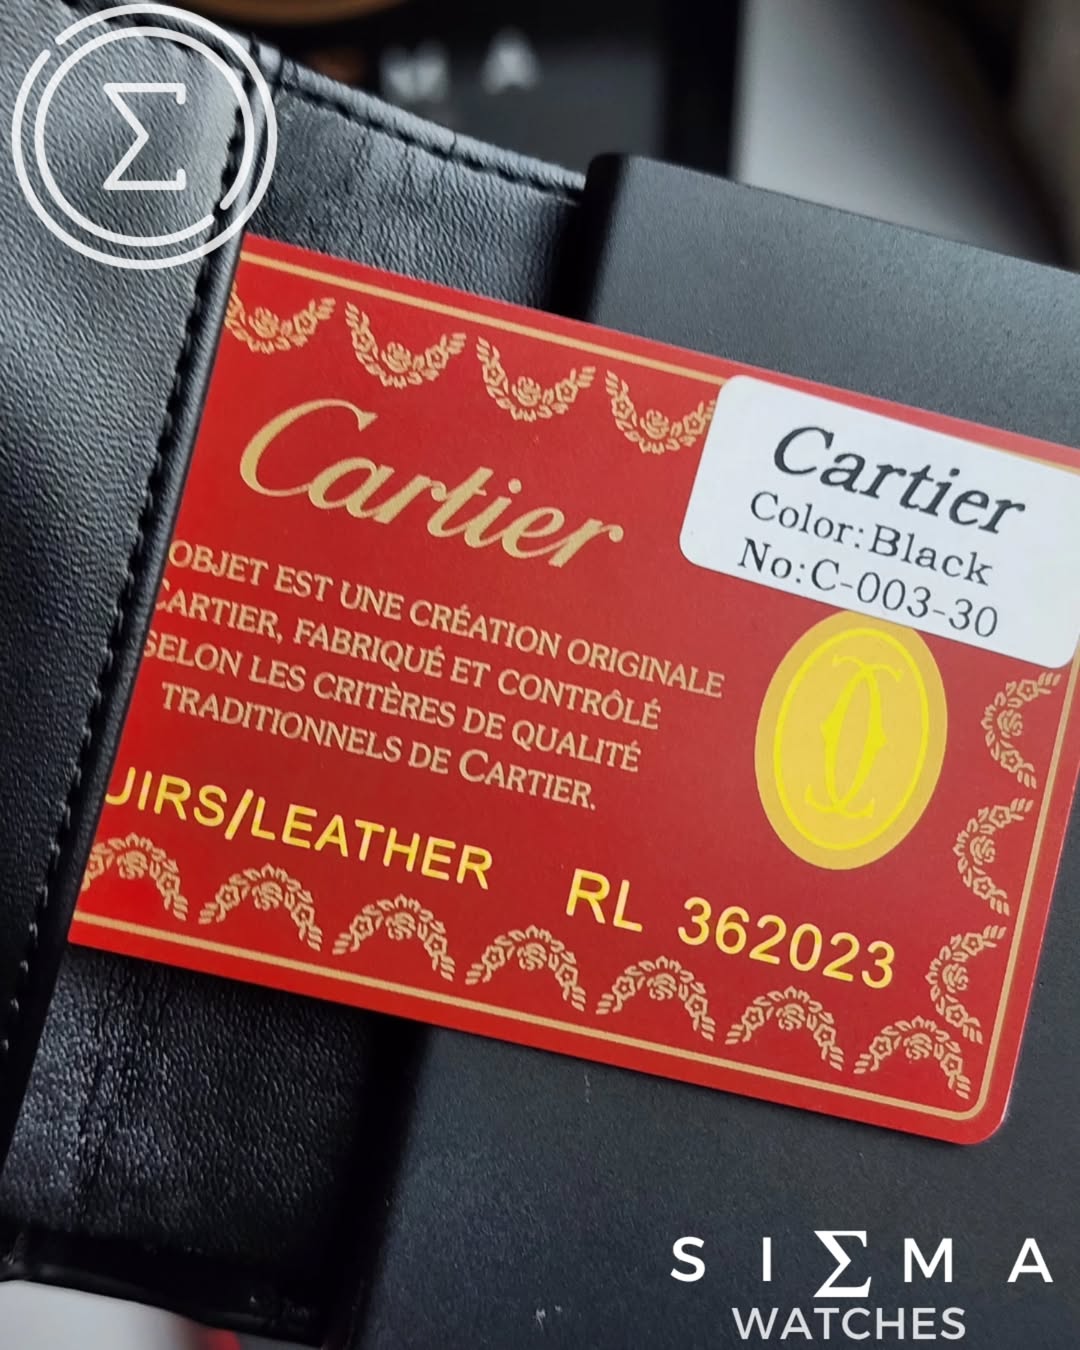 Σ
M A
Cartier
Cartier
Color:Black
No:C-003-30
OBJET EST UNE CRÉATION ORIGINALE
CARTIER, FABRIQUÉ ET CONTRÔLÉ
SELON LES CRITÈRES DE QUALITÉ
TRADITIONNELS DE CARTIER.
UIRS/LEATHER RL 362023
S I Σ M A
WATCHES